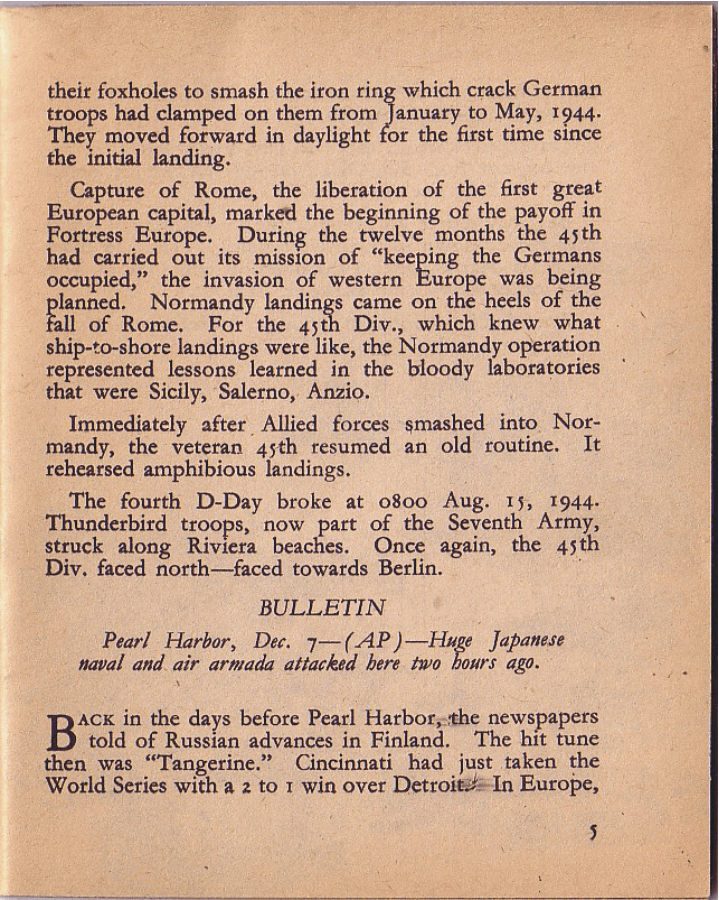 their foxholes to smash the iron ring which crack German
troops had clamped on them from January to May, 1944.
They moved forward in daylight for the first time since
the initial landing.
Capture of Rome, the liberation of the first great
European capital, marked the beginning of the payoff in
Fortress Europe. During the twelve months the 45th
had carried out its mission of “keeping the Germans
occupied,” the invasion of western Europe was being
planned. Normandy landings came on the heels of the
fall of Rome. For the 45th Div., which knew what
ship-to-shore landings were like, the Normandy operation
represented lessons learned in the bloody laboratories
that were Sicily, Salerno, Anzio.
Immediately after Allied forces smashed into Nor-
mandy, the veteran 45th resumed an old routine. It
rehearsed amphibious landings.
The fourth D-Day broke at 0800 Aug. 15, 1944.
Thunderbird troops, now part of the Seventh Army,
struck along Riviera beaches. Once again, the 45th
Div. faced north—faced towards Berlin.
BULLETIN
Pearl Harbor, Dec. 7—(AP)—Huge Japanese
naval and air armada attacked here two hours ago.
BACK in the days before Pearl Harbor, the newspapers
told of Russian advances in Finland. The hit tune
then was “Tangerine.” Cincinnati had just taken the
World Series with a 2 to 1 win over Detroit. In Europe,
5